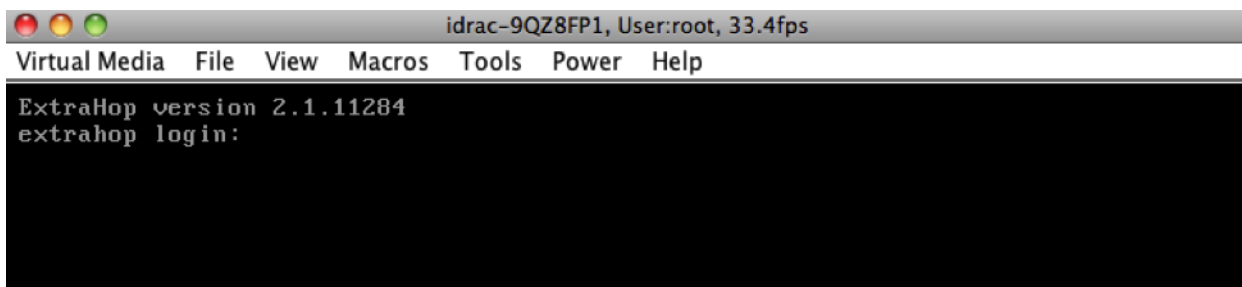 idrac-9QZ8FP1, User:root, 33.4fps
Virtual Media File View Macros Tools Power Help
ExtraHop version 2.1.11284
extrahop login: